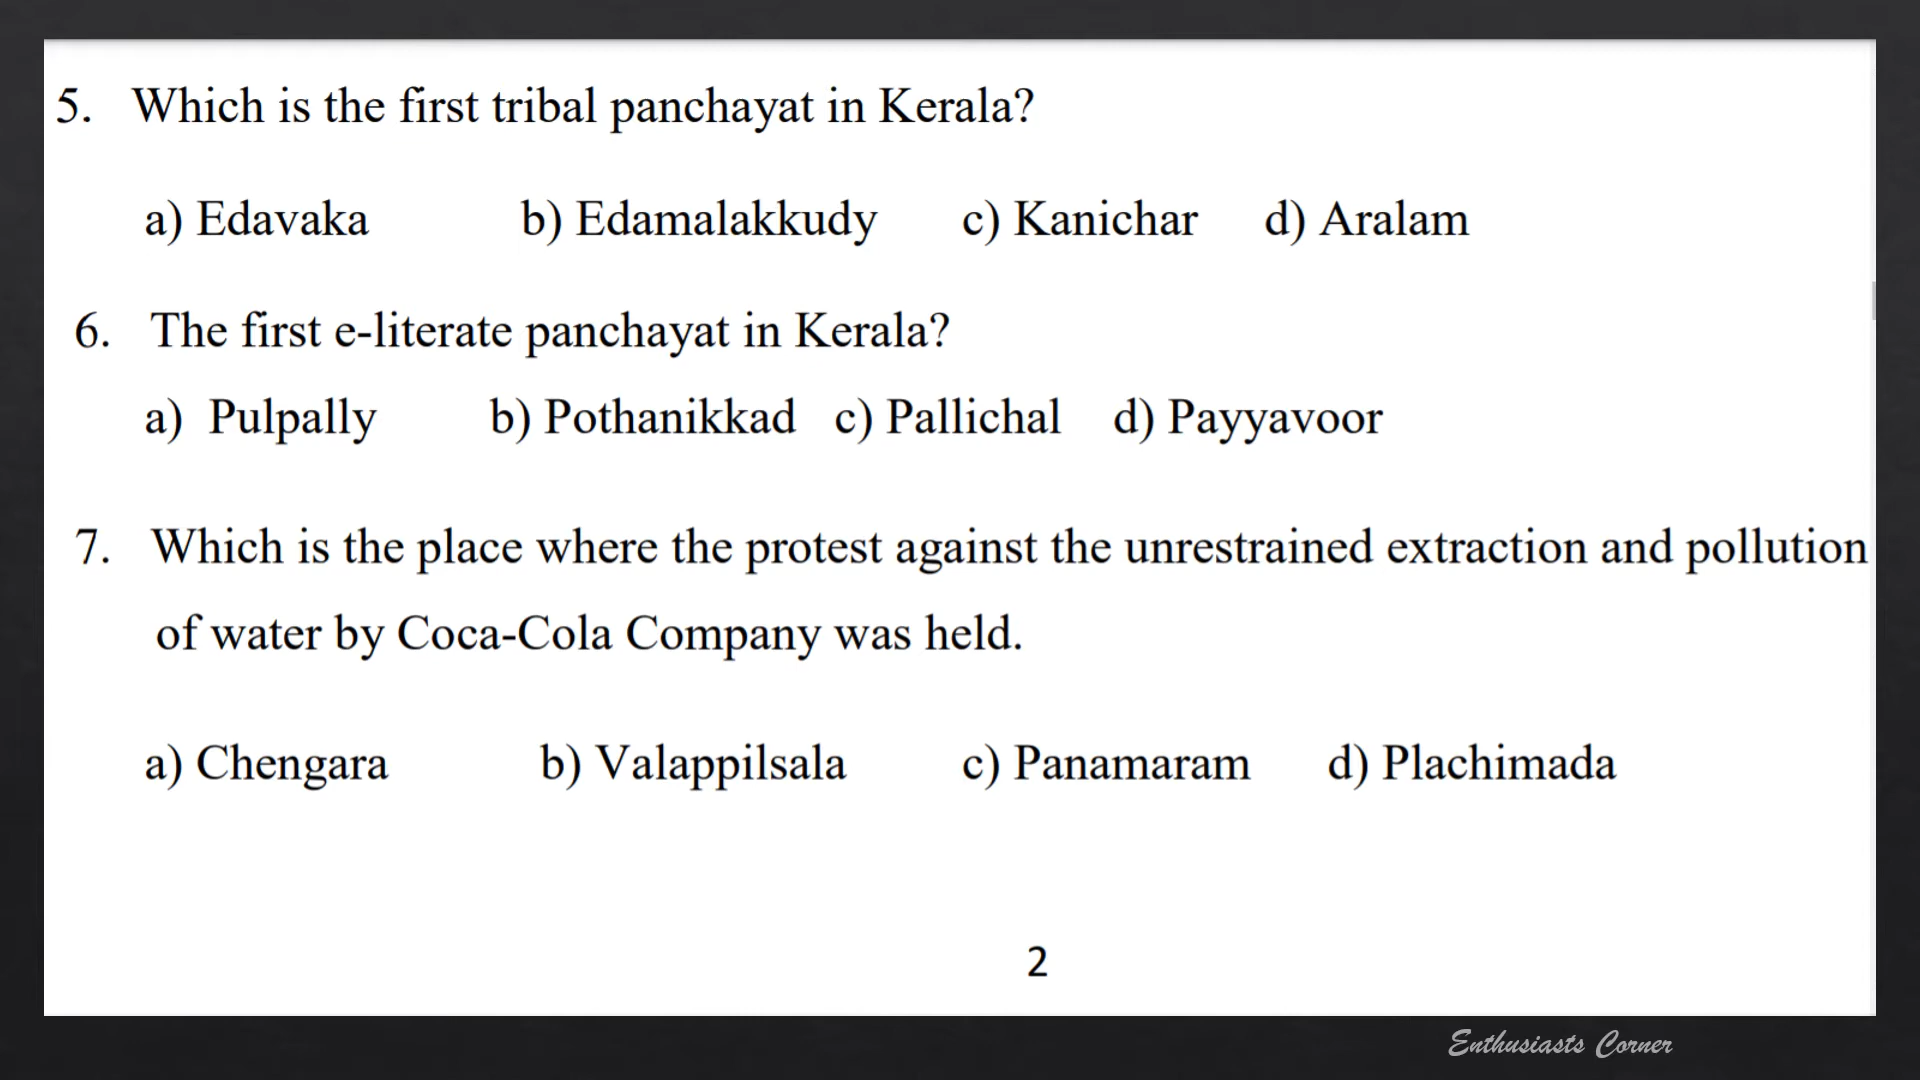 5. Which is the first tribal panchayat in Kerala?
a) Edavaka b) Edamalakkudy c) Kanichar d) Aralam
6. The first e-literate panchayat in Kerala?
a) Pulpally b) Pothanikkad c) Pallichal d) Payyavoor
7. Which is the place where the protest against the unrestrained extraction and pollution
of water by Coca-Cola Company was held.
a) Chengara b) Valappilsala c) Panamaram d) Plachimada
2
Enthusiasts Corner